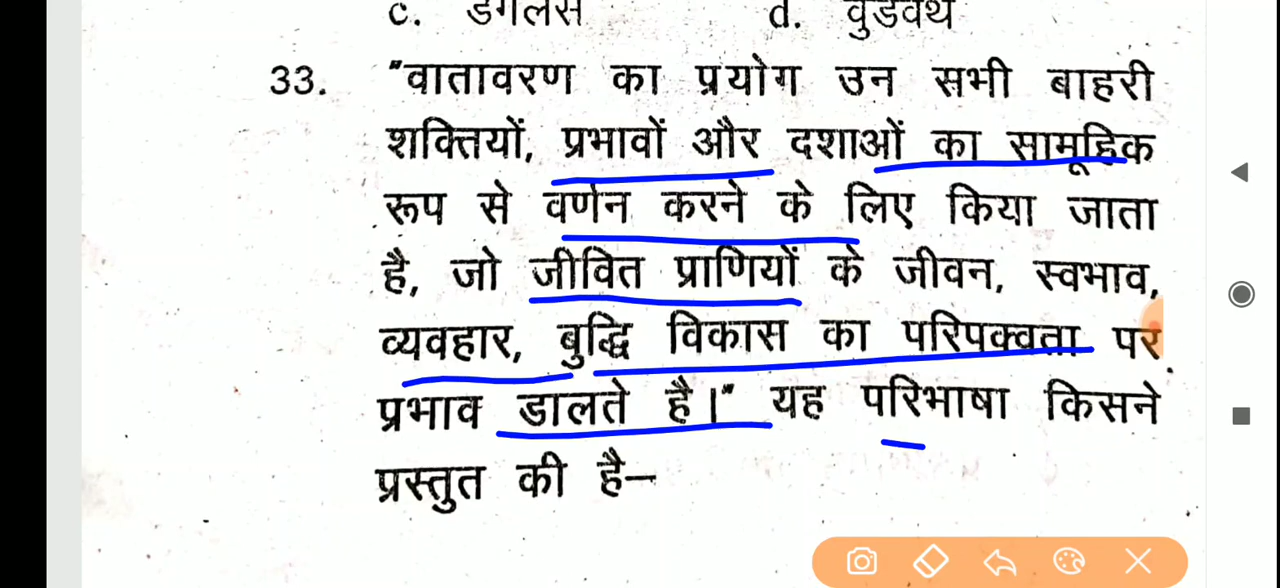 c. डगलस d. वुडवर्थ
33. "वातावरण का प्रयोग उन सभी बाहरी
शक्तियों, प्रभावों और दशाओं का सामूहिक
रूप से वर्णन करने के लिए किया जाता
है, जो जीवित प्राणियों के जीवन, स्वभाव,
व्यवहार, बुद्धि विकास का परिपक्वता पर
प्रभाव डालते है।" यह परिभाषा किसने
प्रस्तुत की है–